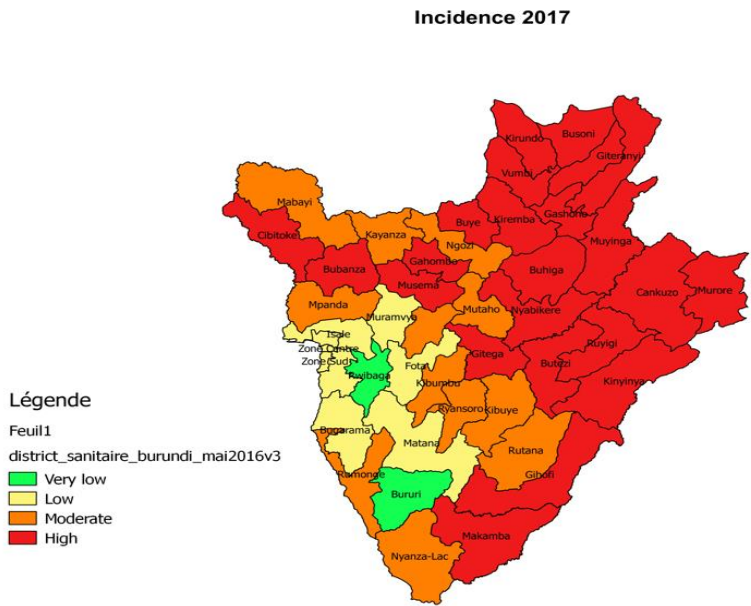 Incidence 2017
Kirundo
Busoni
Giteranyi
Vumbi
Mabayi
Gashoho
Kiremba
Buye
Cibitoke
Kayanza
Ngozi
Muyinga
Gahombo
Bubanza
Buhiga
Musema
Cankuzo
Murore
Mpanda
Muramvya
Mutaho
Nyabikere
Isale
Ruyigi
Zone Centre
Gitega
Zone Sud
Butezi
Fota
Rwibaga
Kinyinya
Kibumbu
Ryansoro
Kibuye
Légende
Feuil1
district_sanitaire_burundi_mai2016v3
Bugarama
Matana
Rutana
Rumonge
Gihofi
Very low
Low
Moderate
High
Bururi
Makamba
Nyanza-Lac